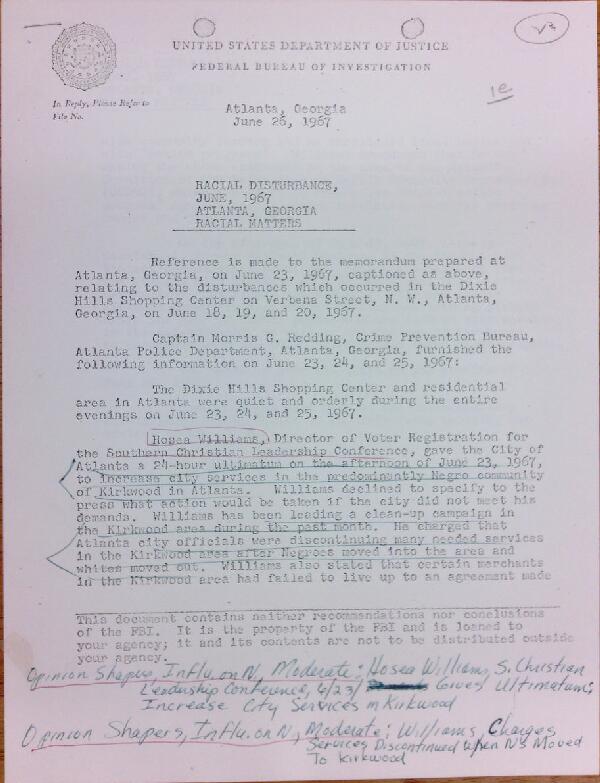 V3
UNITED STATES DEPARTMENT OF JUSTICE
FEDERAL BUREAU OF INVESTIGATION
1e
In Reply, Please Refer to
File No.
Atlanta, Georgia
June 26, 1967
RACIAL DISTURBANCE,
JUNE, 1967
ATLANTA, GEORGIA
RACIAL MATTERS
Reference is made to the memorandum prepared at
Atlanta, Georgia, on June 23, 1967, captioned as above,
relating to the disturbances which occurred in the Dixie
Hills Shopping Center on Verbena Street, N. W., Atlanta,
Georgia, on June 18, 19, and 20, 1967.
Captain Morris G. Redding, Crime Prevention Bureau,
Atlanta Police Department, Atlanta, Georgia, furnished the
following information on June 23, 24, and 25, 1967:
The Dixie Hills Shopping Center and residential
area in Atlanta were quiet and orderly during the entire
evenings on June 23, 24, and 25, 1967.
Hosea Williams, Director of Voter Registration for
the Southern Christian Leadership Conference, gave the City of
Atlanta a 24-hour ultimatum on the afternoon of June 23, 1967,
to increase city services in the predominantly Negro community
of Kirkwood in Atlanta. Williams declined to specify to the
press what action would be taken if the city did not meet his
demands. Williams has been leading a clean-up campaign in
the Kirkwood area during the past month. He charged that
Atlanta city officials were discontinuing many needed services
in the Kirkwood area after Negroes moved into the area and
whites moved out. Williams also stated that certain merchants
in the Kirkwood area had failed to live up to an agreement made
This document contains neither recommendations nor conclusions
of the FBI. It is the property of the FBI and is loaned to
your agency; it and its contents are not to be distributed outside
your agency.
Opinion Shapers, Influ. on N, Moderate: Hosea Williams, S. Christian
Leadership Conference, 6/23/ Gives Ultimatum:
Increase City Services in Kirkwood
Opinion Shapers, Influ. on N, Moderate: Williams, Charges
Services Discontinued when N's Moved
To Kirkwood